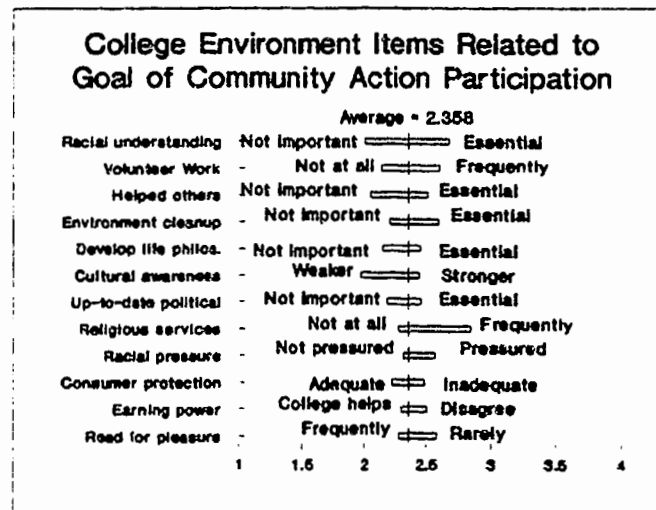 College Environment Items Related to
Goal of Community Action Participation
Average = 2.358
Racial understanding Not important Essential
Volunteer Work - Not at all Frequently
Helped others Not important Essential
Environment cleanup - Not important Essential
Develop life philos. - Not important Essential
Cultural awareness - Weaker Stronger
Up-to-date political - Not important Essential
Religious services - Not at all Frequently
Racial pressure - Not pressured Pressured
Consumer protection - Adequate Inadequate
Earning power - College helps Disagree
Read for pleasure - Frequently Rarely
1 1.5 2 2.5 3 3.5 4